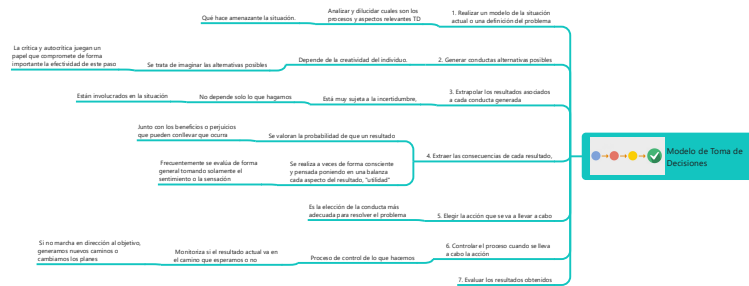 Modelo de Toma de
Decisiones
1. Realizar un modelo de la situación
actual o una definición del problema
Analizar y dilucidar cuales son los
procesos y aspectos relevantes TD
Qué hace amenazante la situación.
2. Generar conductas alternativas posibles
Depende de la creatividad del individuo.
Se trata de imaginar las alternativas posibles
La crítica y autocrítica juegan un
papel que compromete de forma
importante la efectividad de este paso
3. Extrapolar los resultados asociados
a cada conducta generada
Está muy sujeta a la incertidumbre,
No depende solo lo que hagamos
Están involucrados en la situación
4. Extraer las consecuencias de cada resultado,
Se valoran la probabilidad de que un resultado
Junto con los beneficios o perjuicios
que pueden conllevar que ocurra
Se realiza a veces de forma consciente
y pensada poniendo en una balanza
cada aspecto del resultado, "utilidad"
Frecuentemente se evalúa de forma
general tomando solamente el
sentimiento o la sensación
5. Elegir la acción que se va a llevar a cabo
Es la elección de la conducta más
adecuada para resolver el problema
6. Controlar el proceso cuando se lleva
a cabo la acción
Proceso de control de lo que hacemos
Monitoriza si el resultado actual va en
el camino que esperamos o no
Si no marcha en dirección al objetivo,
generamos nuevos caminos o
cambiamos los planes
7. Evaluar los resultados obtenidos